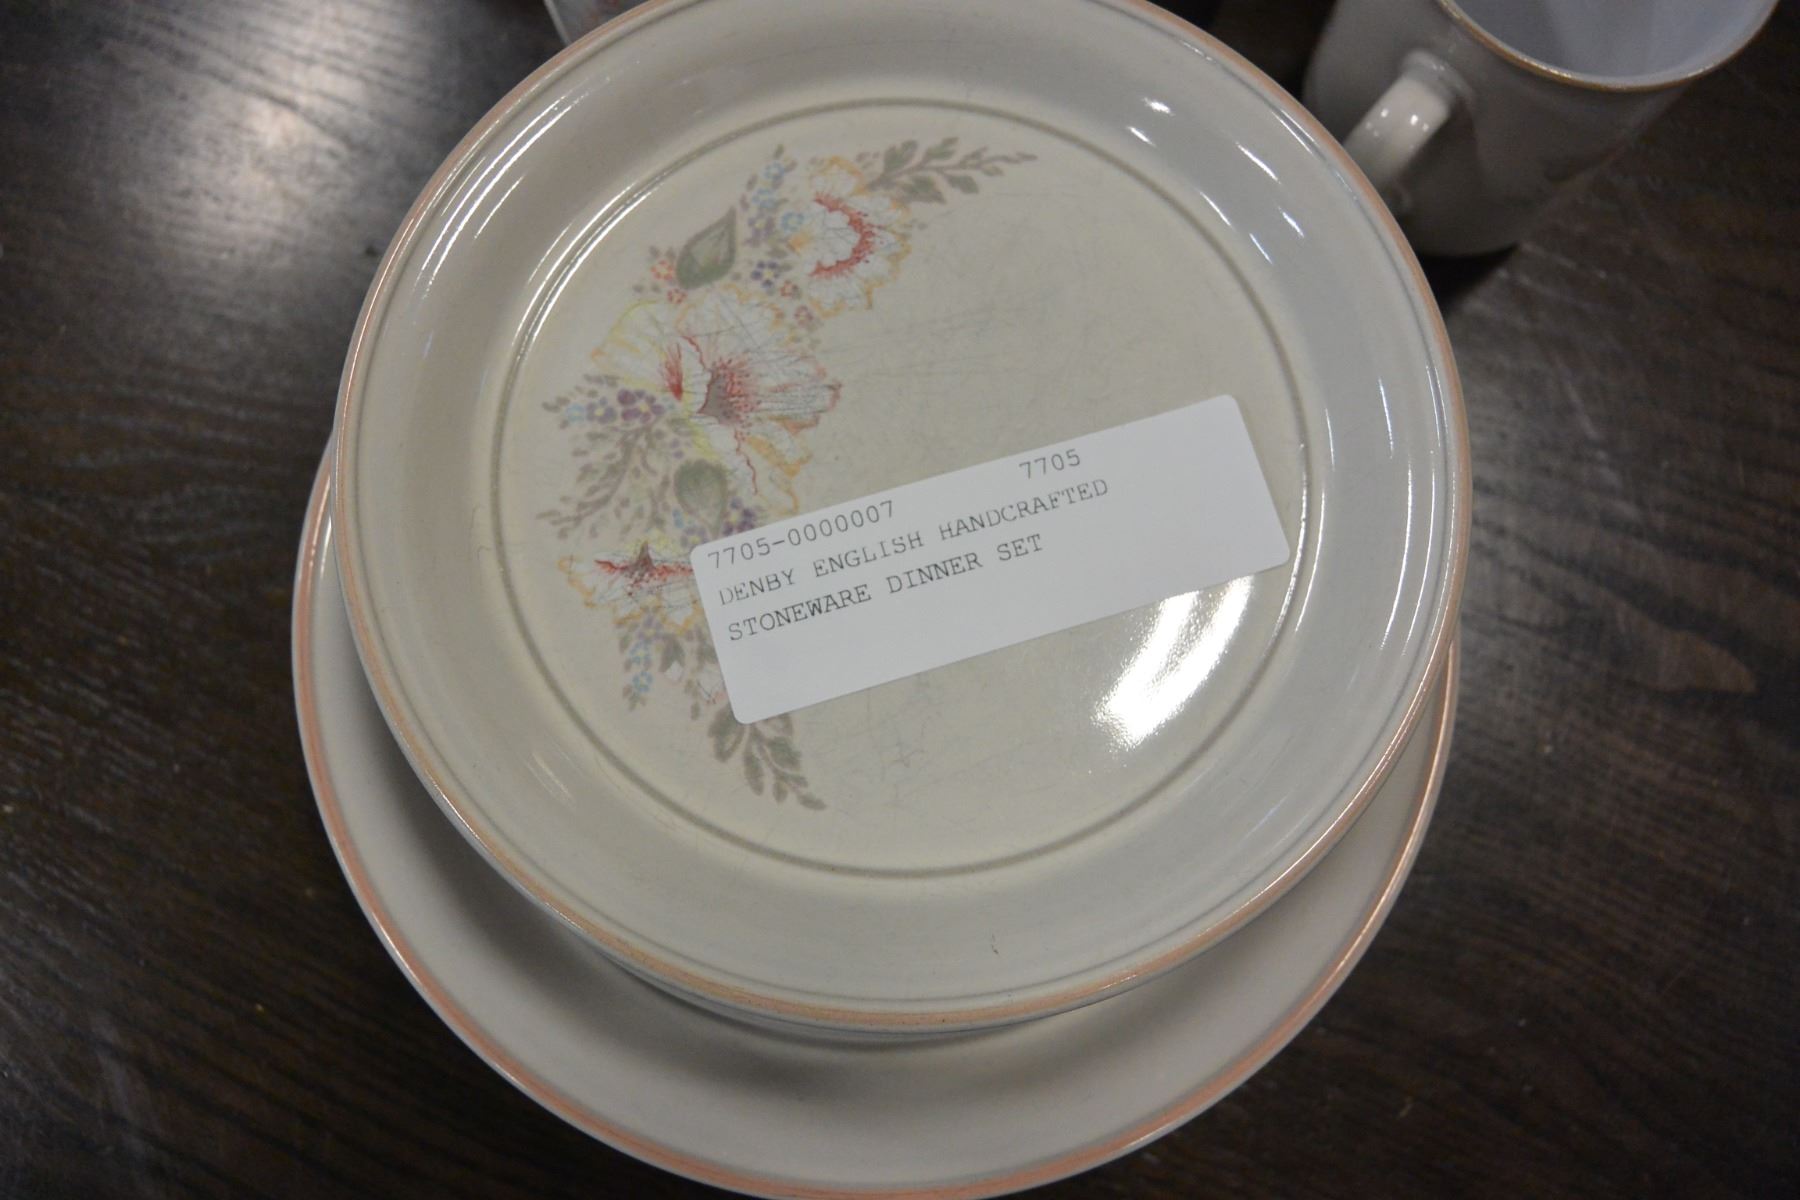 7705-0000007 7705
DENBY ENGLISH HANDCRAFTED
STONEWARE DINNER SET